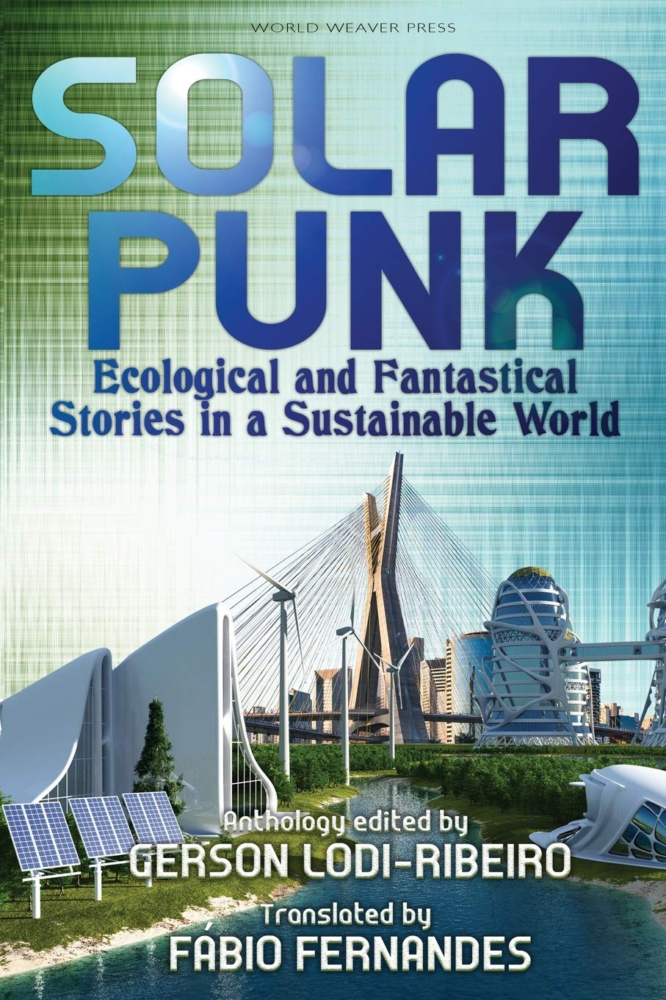 WORLD WEAVER PRESS
SOLAR
PUNK
Ecological and Fantastical
Stories in a Sustainable World
Anthology edited by
GERSON LODI-RIBEIRO
Translated by
FÁBIO FERNANDES